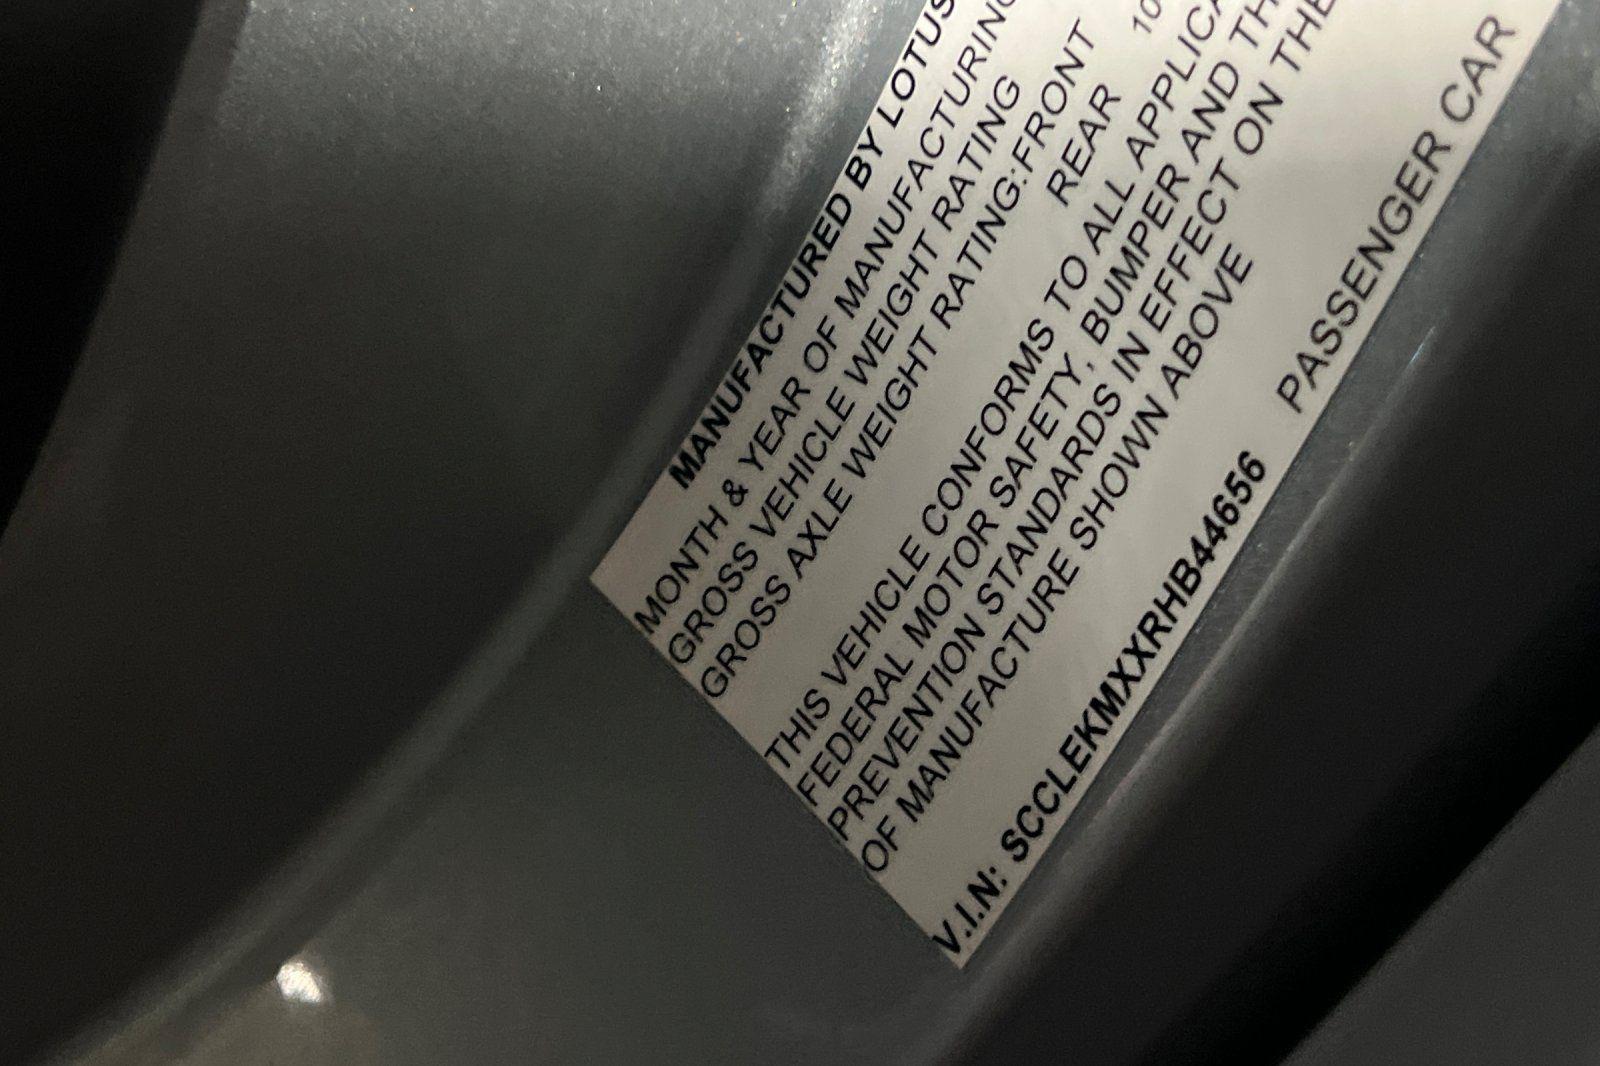 MANUFACTURED BY LOTUS
MONTH & YEAR OF MANUFACTURING
GROSS VEHICLE WEIGHT RATING
GROSS AXLE WEIGHT RATING:FRONT 10
REAR
THIS VEHICLE CONFORMS TO ALL
FEDERAL MOTOR SAFETY, BUMPER AND
PREVENTION STANDARDS IN EFFECT ON THE
OF MANUFACTURE SHOWN ABOVE
V.I.N: SCCLEKMXXRHB44656 PASSENGER CAR